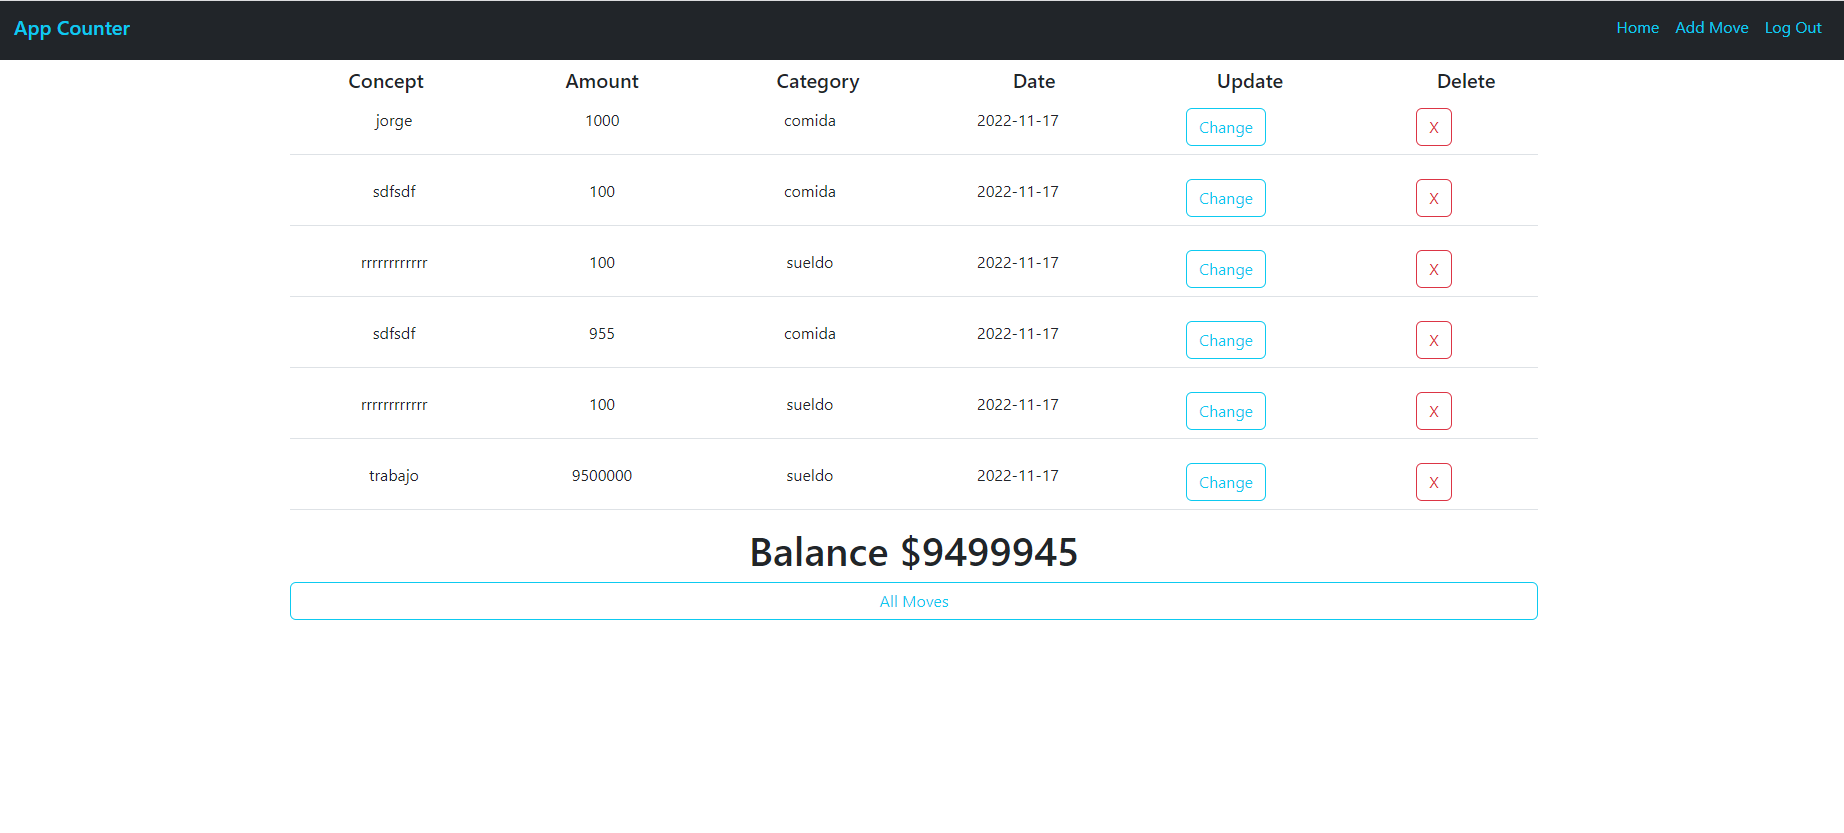 App Counter Home Add Move Log Out
Concept Amount Category Date Update Delete
jorge 1000 comida 2022-11-17 Change X
sdfsdf 100 comida 2022-11-17 Change X
rrrrrrrrrrrr 100 sueldo 2022-11-17 Change X
sdfsdf 955 comida 2022-11-17 Change X
rrrrrrrrrrrr 100 sueldo 2022-11-17 Change X
trabajo 9500000 sueldo 2022-11-17 Change X
Balance $9499945
All Moves